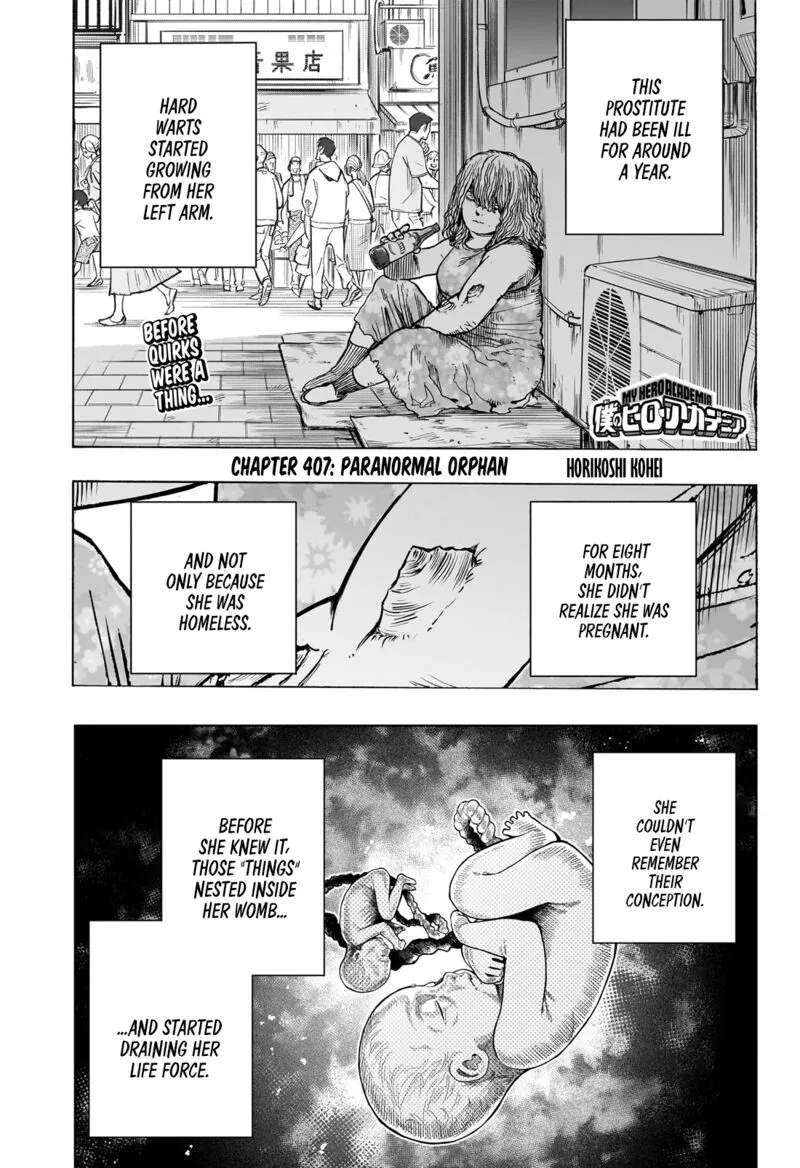 THIS
PROSTITUTE
HAD BEEN ILL
FOR AROUND
A YEAR.
HARD
WARTS
STARTED
GROWING
FROM HER
LEFT ARM.
果店
BEFORE
QUIRKS
WERE A
THING...
MY HERO ACADEMIA
僕のヒーローアカデミア
CHAPTER 407: PARANORMAL ORPHAN
HORIKOSHI KOHEI
FOR EIGHT
MONTHS,
SHE DIDN'T
REALIZE SHE WAS
PREGNANT.
AND NOT
ONLY BECAUSE
SHE WAS
HOMELESS.
SHE
COULDN'T
EVEN
REMEMBER
THEIR
CONCEPTION.
BEFORE
SHE KNEW IT,
THOSE "THINGS"
NESTED INSIDE
HER WOMB...
...AND STARTED
DRAINING HER
LIFE FORCE.